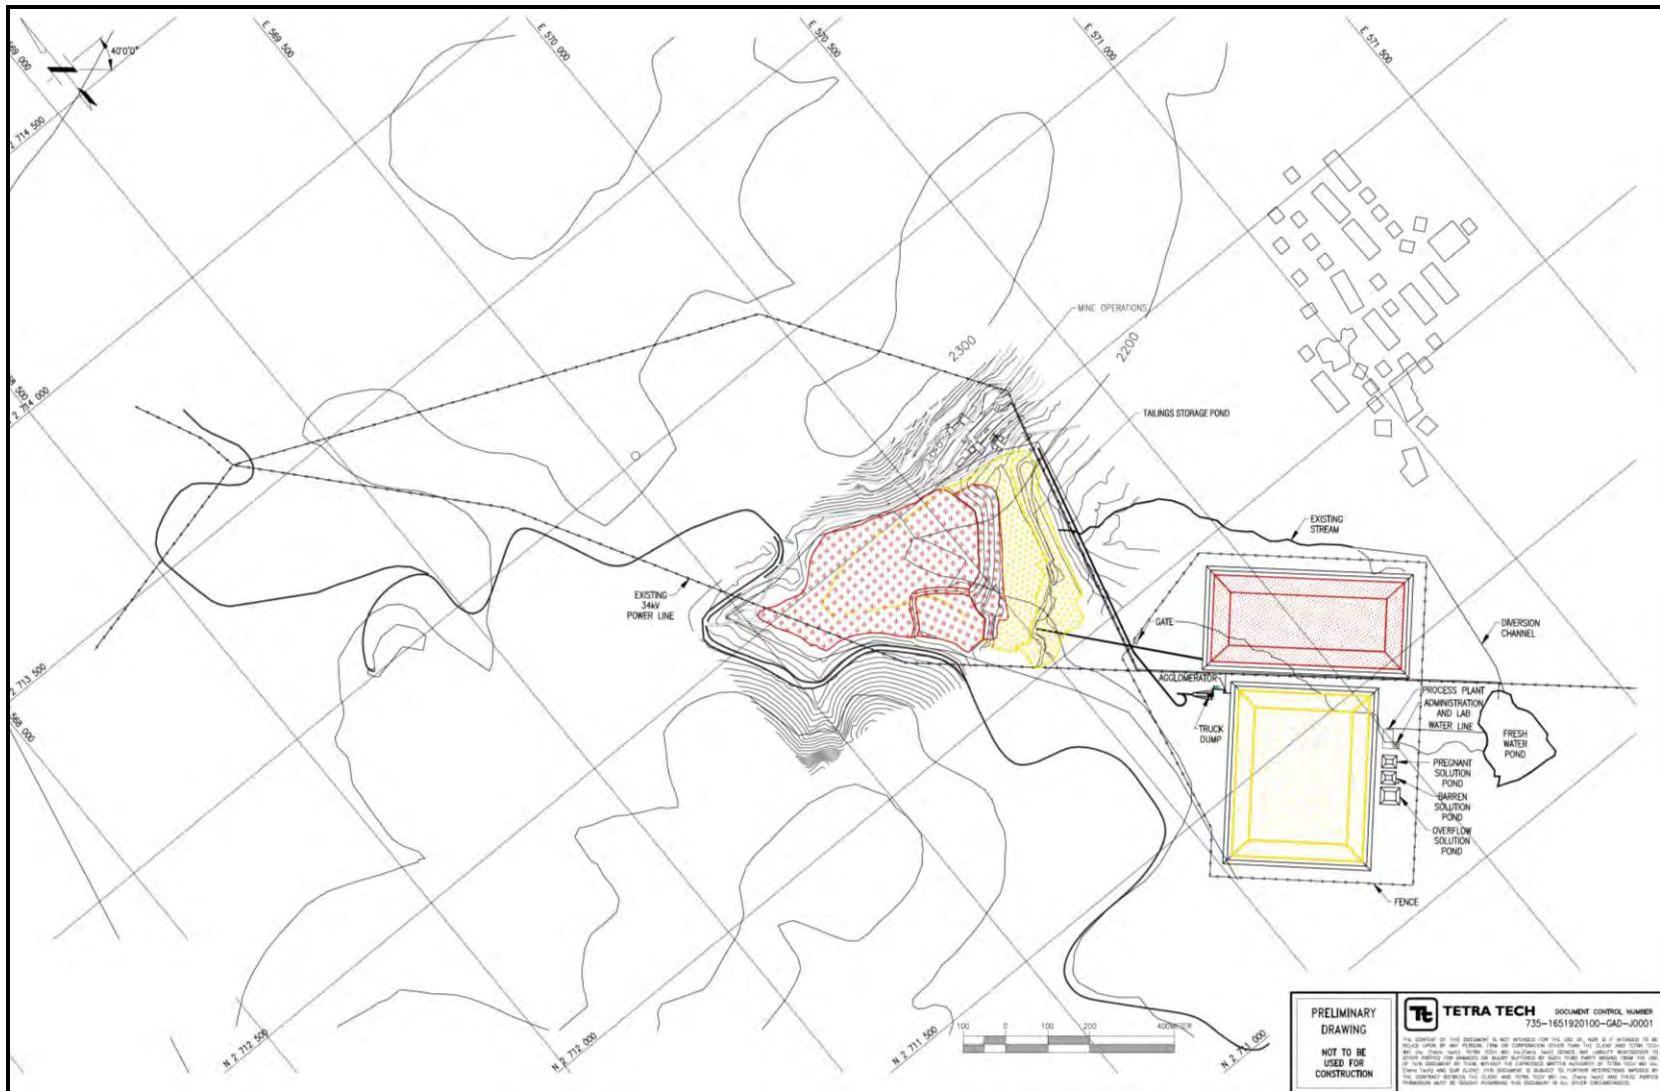 E 569 500
E 570 000
E 570 500
E 571 000
E 571 500
40'0'0"
2 714 500
MINE OPERATIONS
2300
2200
2 714 000
TAILINGS STORAGE POND
EXISTING
STREAM
EXISTING
34kV
POWER LINE
GATE
DIVERSION
CHANNEL
2 713 500
AGGLOMERATOR
PROCESS PLANT
ADMINISTRATION
AND LAB
WATER LINE
TRUCK
DUMP
FRESH
WATER
POND
568 000
PREGNANT
SOLUTION
POND
BARREN
SOLUTION
POND
OVERFLOW
SOLUTION
POND
FENCE
N 2 712 500
N 2 712 000
N 2 711 500
N 2 711 000
100 0 100 200 400METER
PRELIMINARY
DRAWING
NOT TO BE
USED FOR
CONSTRUCTION
Tt TETRA TECH
DOCUMENT CONTROL NUMBER
735-1651920100-GAD-J0001